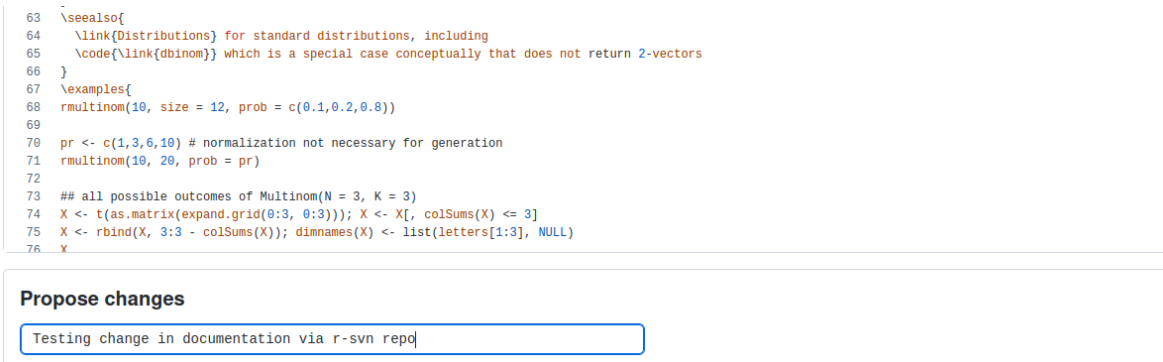 63 \seealso{
64 \link{Distributions} for standard distributions, including
65 \code{\link{dbinom}} which is a special case conceptually that does not return 2-vectors
66 }
67 \examples{
68 rmultinom(10, size = 12, prob = c(0.1,0.2,0.8))
69
70 pr <- c(1,3,6,10) # normalization not necessary for generation
71 rmultinom(10, 20, prob = pr)
72
73 ## all possible outcomes of Multinom(N = 3, K = 3)
74 X <- t(as.matrix(expand.grid(0:3, 0:3))); X <- X[, colSums(X) <= 3]
75 X <- rbind(X, 3:3 - colSums(X)); dimnames(X) <- list(letters[1:3], NULL)
76 X
Propose changes
Testing change in documentation via r-svn repo